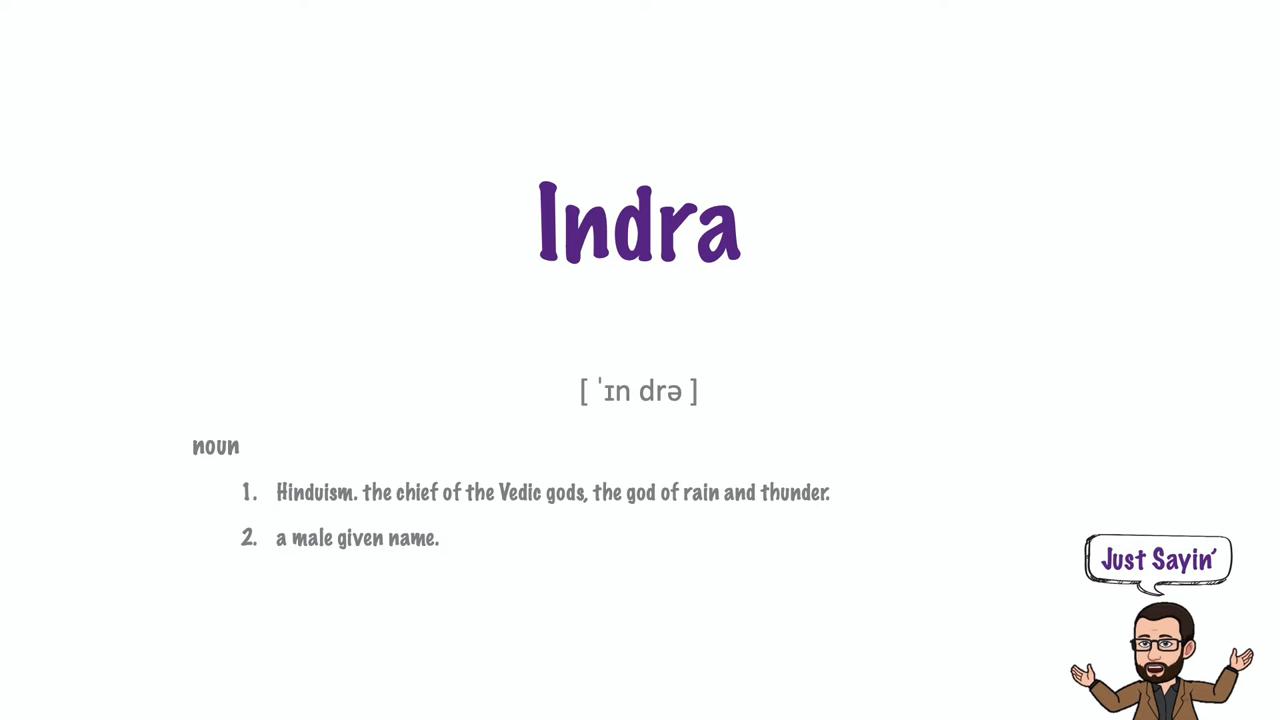 Indra
[ ˈɪn drə ]
noun
1. Hinduism. the chief of the Vedic gods, the god of rain and thunder.
2. a male given name.
Just Sayin’